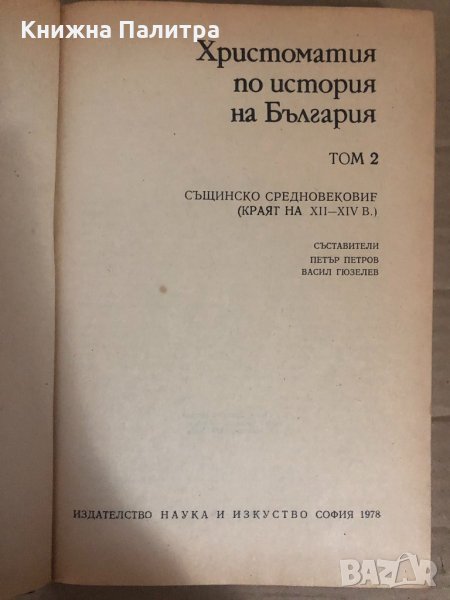 Книжна Палитра
Христоматия
по история
на България
ТОМ 2
СЪЩИНСКО СРЕДНОВЕКОВИЕ
(КРАЯТ НА XII—XIV В.)
СЪСТАВИТЕЛИ
ПЕТЪР ПЕТРОВ
ВАСИЛ ГЮЗЕЛЕВ
ИЗДАТЕЛСТВО НАУКА И ИЗКУСТВО СОФИЯ 1978
BAZAR